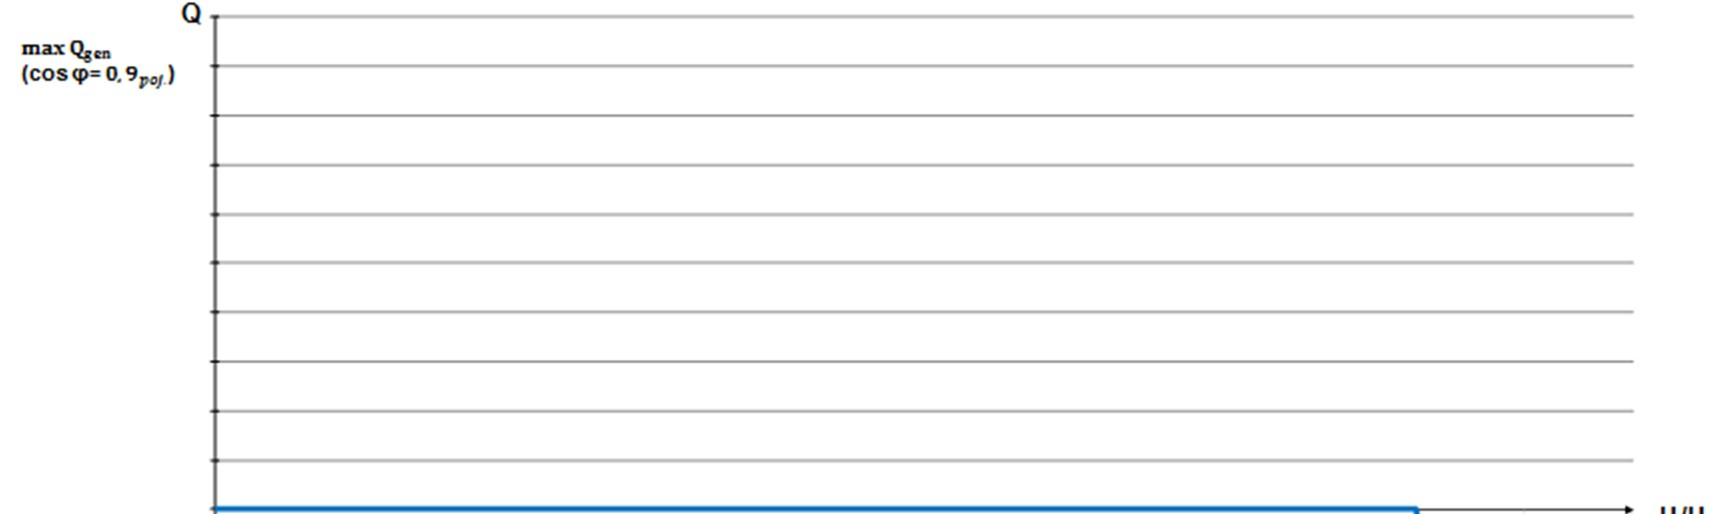 Q
max Q_gen
(cos φ= 0, 9_poj.)